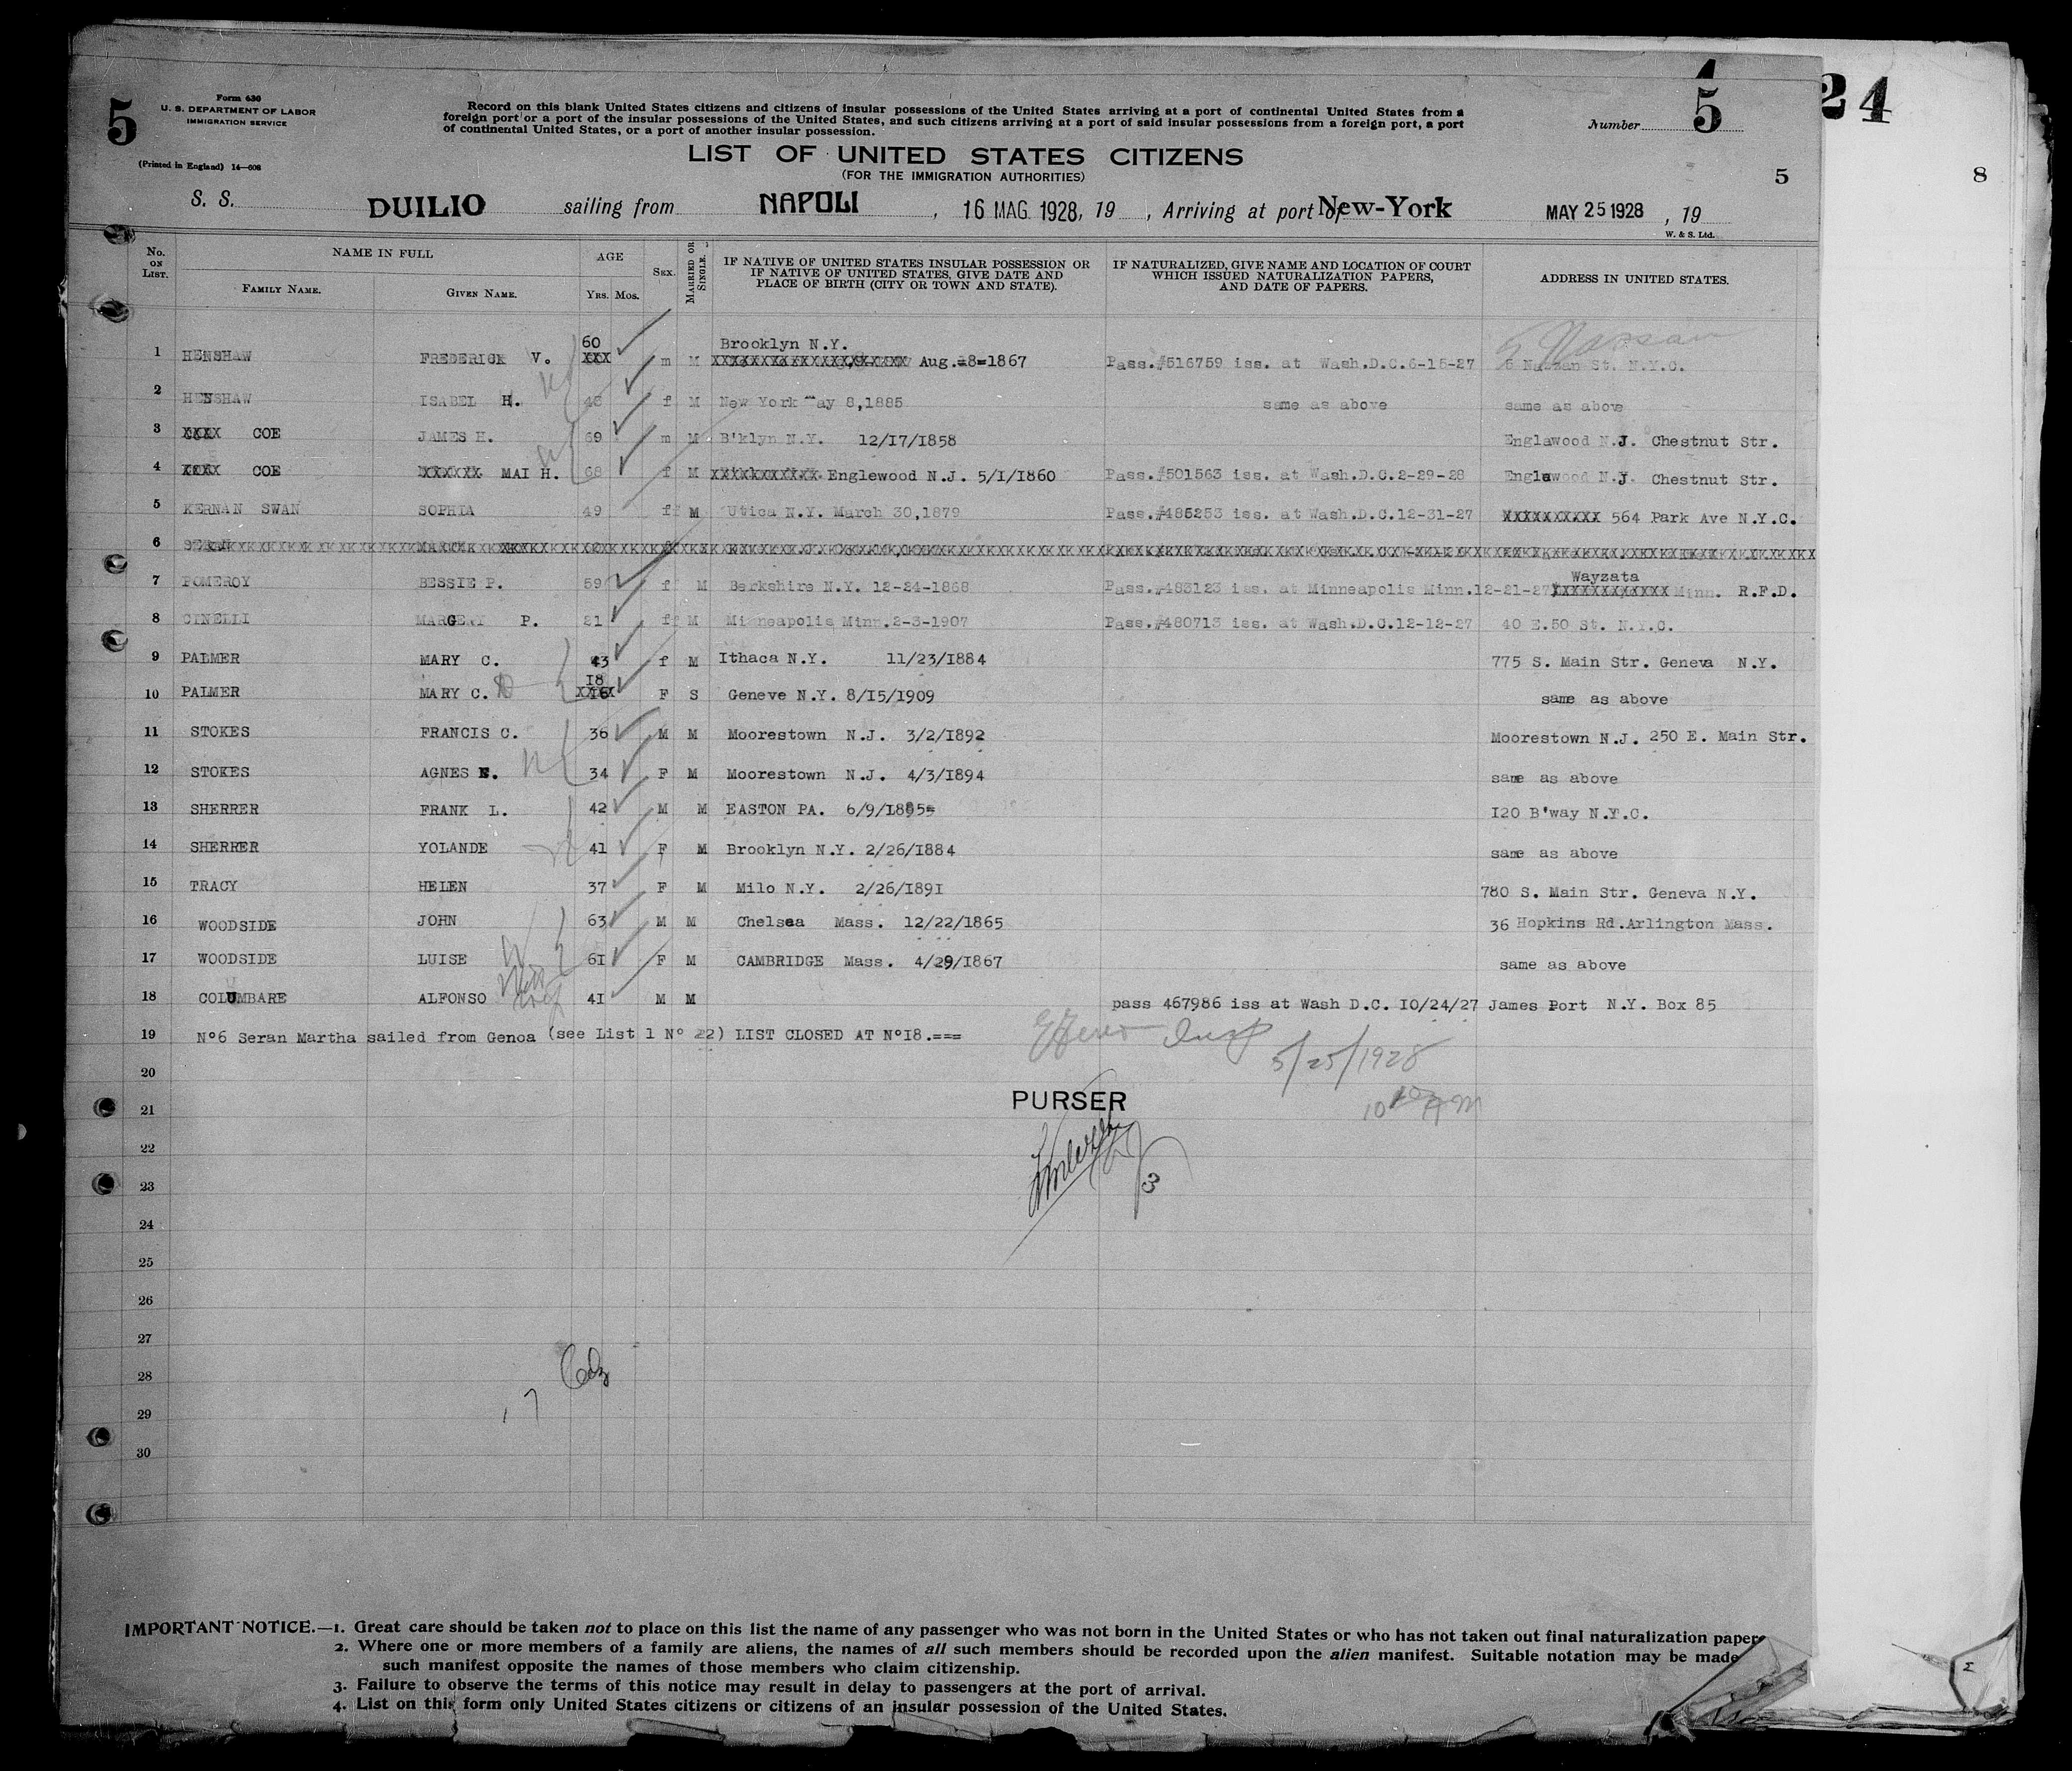 5
Form 630
U. S. DEPARTMENT OF LABOR
IMMIGRATION SERVICE
(Printed in England) 14—608
Record on this blank United States citizens and citizens of insular possessions of the United States arriving at a port of continental United States from a
foreign port or a port of the insular possessions of the United States, and such citizens arriving at a port of said insular possessions from a foreign port, a port
of continental United States, or a port of another insular possession.
Number 5
24
LIST OF UNITED STATES CITIZENS
(FOR THE IMMIGRATION AUTHORITIES)
5
8
S. S. DUILIO sailing from NAPOLI, 16 MAG. 1928, 19 , Arriving at port of New-York MAY 25 1928, 19
W. & S. Ltd.
No. ON LIST. NAME IN FULL FAMILY NAME. GIVEN NAME. AGE YRS. MOS. SEX. MARRIED OR SINGLE. IF NATIVE OF UNITED STATES INSULAR POSSESSION OR IF NATIVE OF UNITED STATES, GIVE DATE AND PLACE OF BIRTH (CITY OR TOWN AND STATE). IF NATURALIZED, GIVE NAME AND LOCATION OF COURT WHICH ISSUED NATURALIZATION PAPERS, AND DATE OF PAPERS. ADDRESS IN UNITED STATES.
5 Nassau
60 Brooklyn N.Y.
1 HENSHAW FREDERICK V. XXX m M Aug.=8=1867 Pass.#516759 iss. at Wash.D.C.6-15-27 5 Nassan St. N.Y.C.
2 HENSHAW ISABEL H. f M New York May 8,1885 same as above same as above
3 XXXX COE JAMES H. 69 m M B'klyn N.Y. 12/17/1858 Englawood N.J. Chestnut Str.
4 XXXX COE XXXXXX MAI H. 68 f M XXXXXXXXXXX Englewood N.J. 5/1/1860 Pass.#501563 iss. at Wash.D.C.2-29-28 Englewood N.J. Chestnut Str.
5 KERNAN SWAN SOPHIA 49 f M Utica N.Y. March 30,1879 Pass.#485253 iss. at Wash.D.C.12-31-27 XXXXXXXXXX 564 Park Ave N.Y.C.
6
Wayzata
7 POMEROY BESSIE P. 59 f M Berkshire N.Y. 12-24-1868 Pass.#483123 iss. at Minneapolis Minn.12-21-27 XXXXXXXXXXXX Minn. R.F.D.
8 CINELLI MARGERY P. 21 f M Minneapolis Minn.2-3-1907 Pass.#480713 iss. at Wash.D.C.12-12-27 40 E.50 St. N.Y.C.
9 PALMER MARY C. 43 f M Ithaca N.Y. 11/23/1884 775 S. Main Str. Geneva N.Y.
18
10 PALMER MARY C. F S Geneve N.Y. 8/15/1909 same as above
11 STOKES FRANCIS C. 36 M M Moorestown N.J. 3/2/1892 Moorestown N.J. 250 E. Main Str.
12 STOKES AGNES E. 34 F M Moorestown N.J. 4/3/1894 same as above
13 SHERRER FRANK L. 42 M M EASTON PA. 6/9/1885 120 B'way N.Y.C.
14 SHERRER YOLANDE 41 F M Brooklyn N.Y. 2/26/1884 same as above
15 TRACY HELEN 37 F M Milo N.Y. 2/26/1891 780 S. Main Str. Geneva N.Y.
16 WOODSIDE JOHN 63 M M Chelsea Mass. 12/22/1865 36 Hopkins Rd.Arlington Mass.
17 WOODSIDE LUISE 61 F M CAMBRIDGE Mass. 4/29/1867 same as above
18 COLUMBARE ALFONSO 41 M M pass 467986 iss at Wash D.C. 10/24/27 James Port N.Y. Box 85
19 N°6 Seran Martha sailed from Genoa (see List 1 N° 22) LIST CLOSED AT N°18.===
Insp
5/25/1928
20
PURSER
21
22
23
24
25
26
27
28
29
17
30
IMPORTANT NOTICE.—1. Great care should be taken not to place on this list the name of any passenger who was not born in the United States or who has not taken out final naturalization papers
2. Where one or more members of a family are aliens, the names of all such members should be recorded upon the alien manifest. Suitable notation may be made
such manifest opposite the names of those members who claim citizenship.
3. Failure to observe the terms of this notice may result in delay to passengers at the port of arrival.
4. List on this form only United States citizens or citizens of an insular possession of the United States.